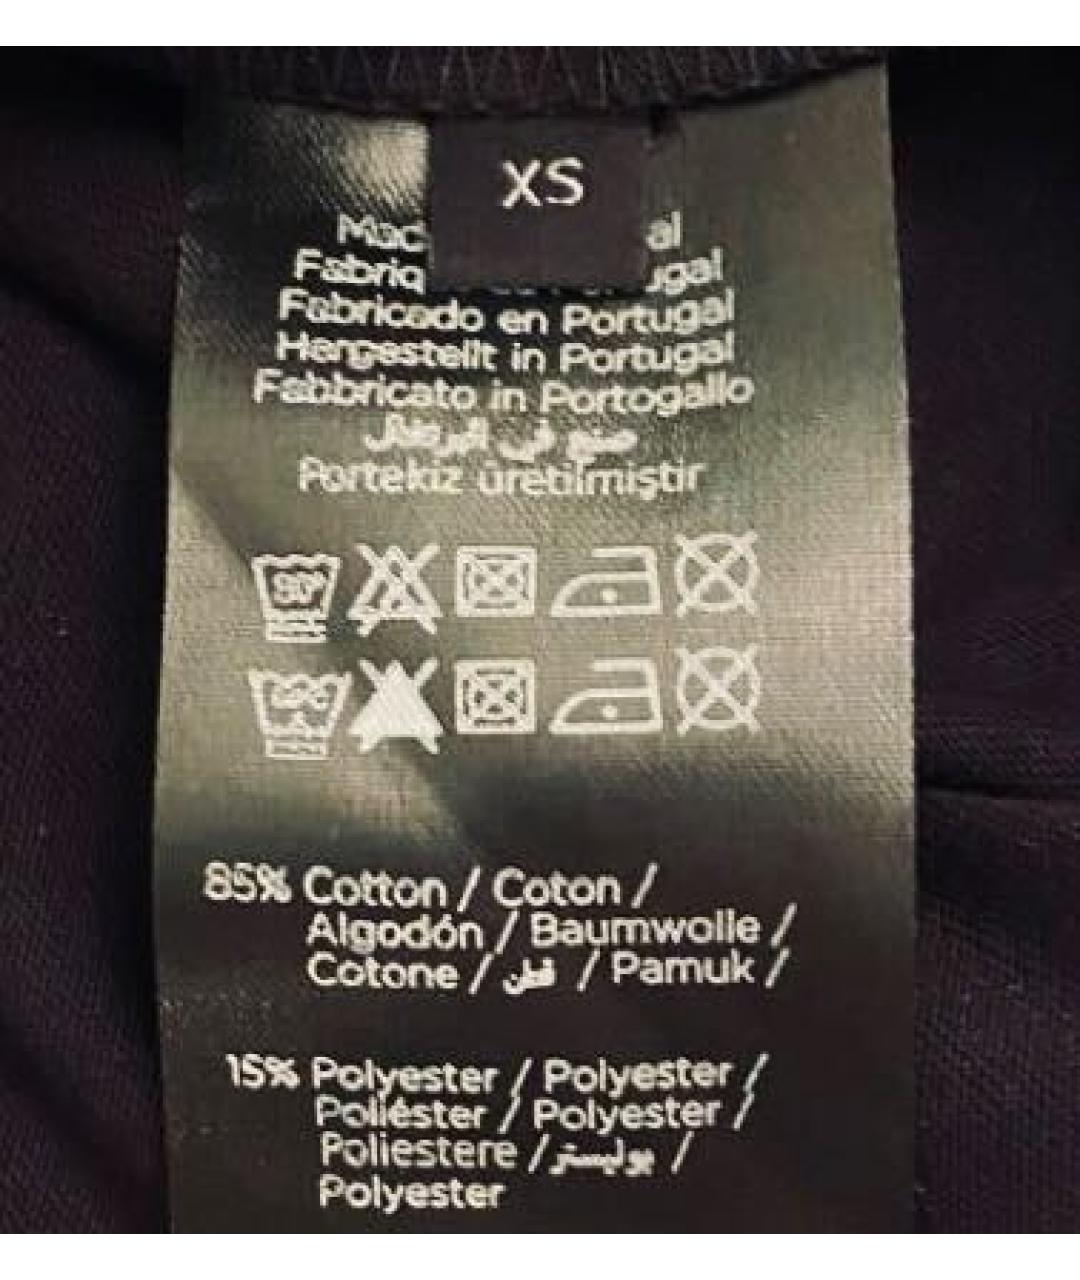 XS
Fabricado en Portugal
Hergestellt in Portugal
Fabbricato in Portogallo
صنع في البرتغال
Portekiz üretilmiştir
85% Cotton / Coton /
Algodón / Baumwolle /
Cotone / قطن / Pamuk /
15% Polyester / Polyester /
Poliéster / Polyester /
Poliestere / بوليستر /
Polyester